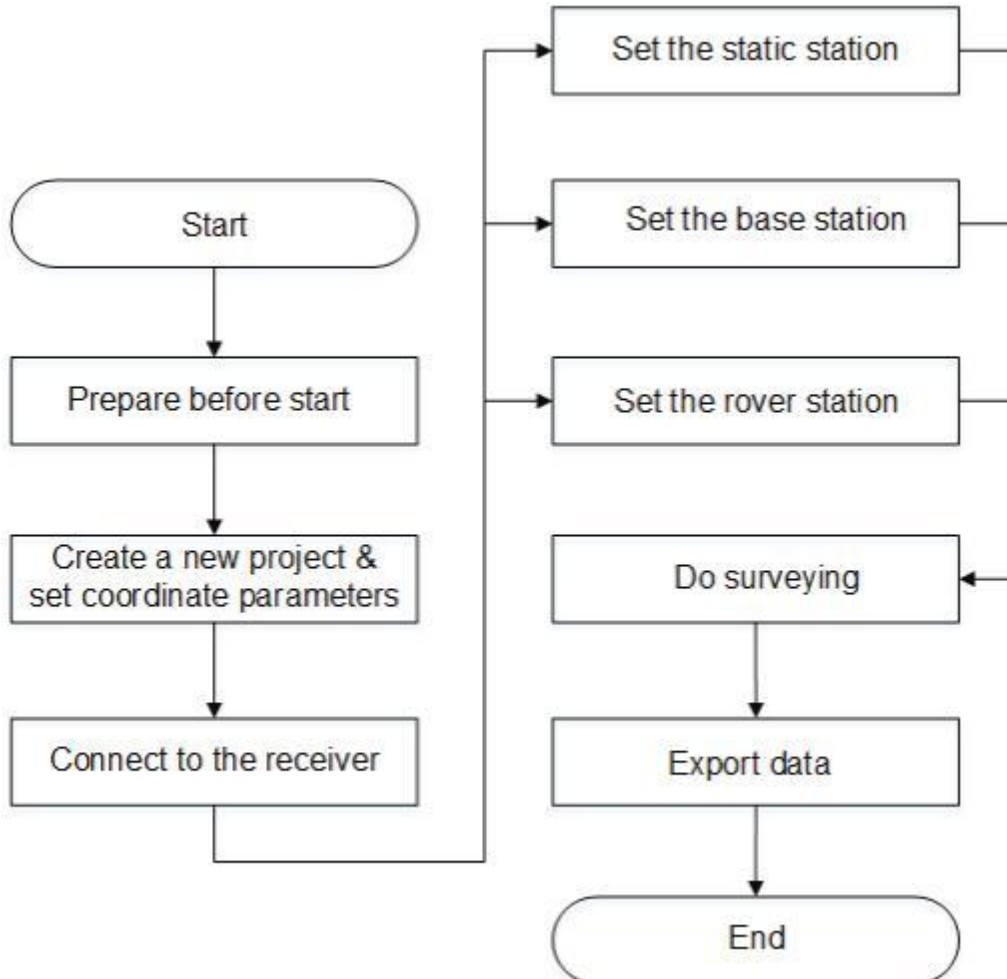 Start
Prepare before start
Create a new project &
set coordinate parameters
Connect to the receiver
Set the static station
Set the base station
Set the rover station
Do surveying
Export data
End